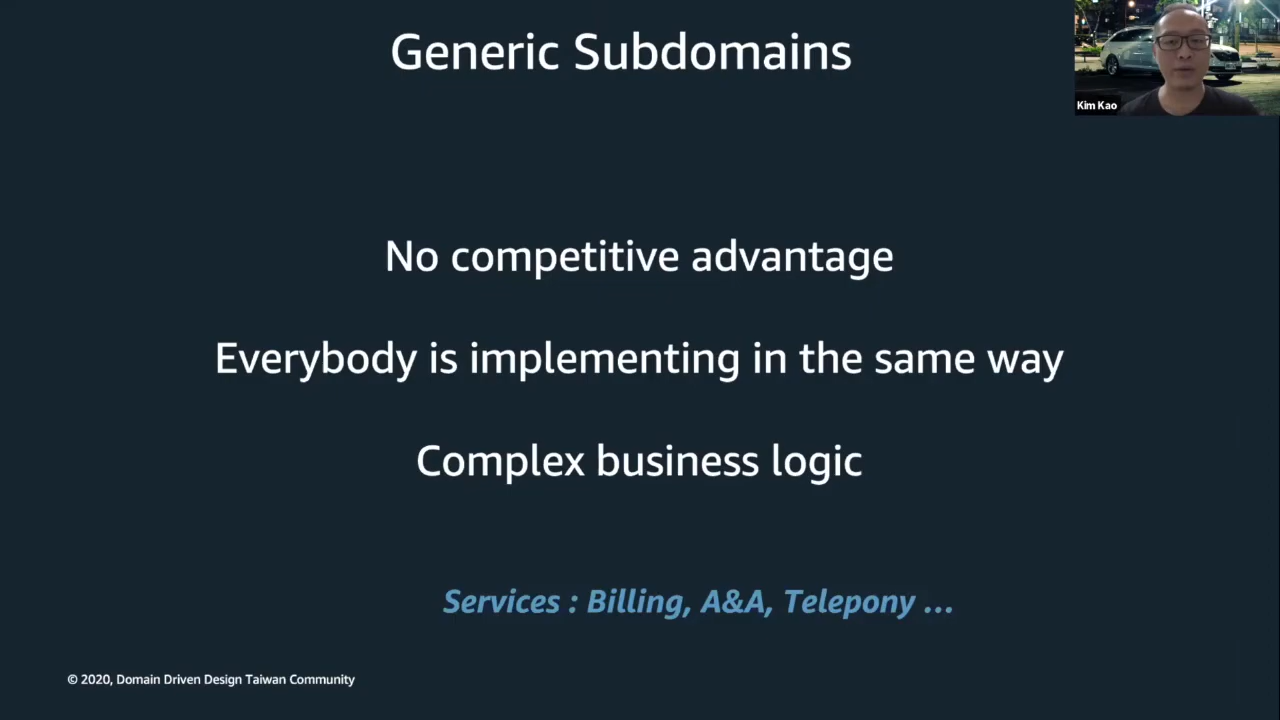 Generic Subdomains
Kim Kao
No competitive advantage
Everybody is implementing in the same way
Complex business logic
Services : Billing, A&A, Telepony ...
© 2020, Domain Driven Design Taiwan Community